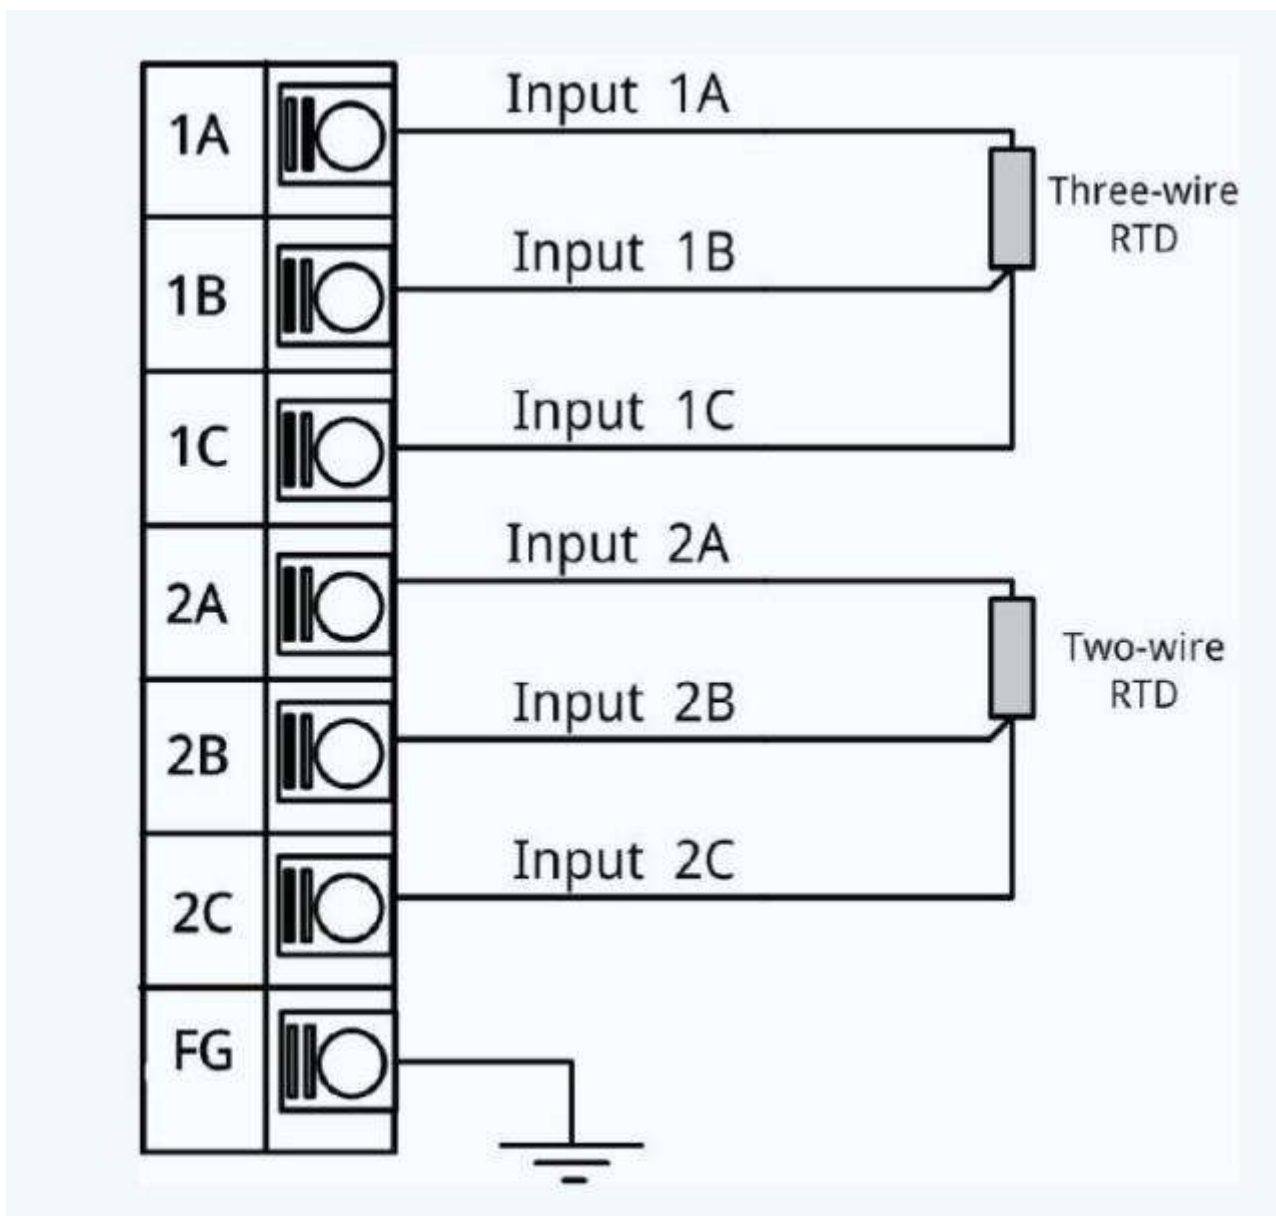 1A
Input 1A
Three-wire
RTD
1B
Input 1B
1C
Input 1C
2A
Input 2A
Two-wire
RTD
2B
Input 2B
2C
Input 2C
FG